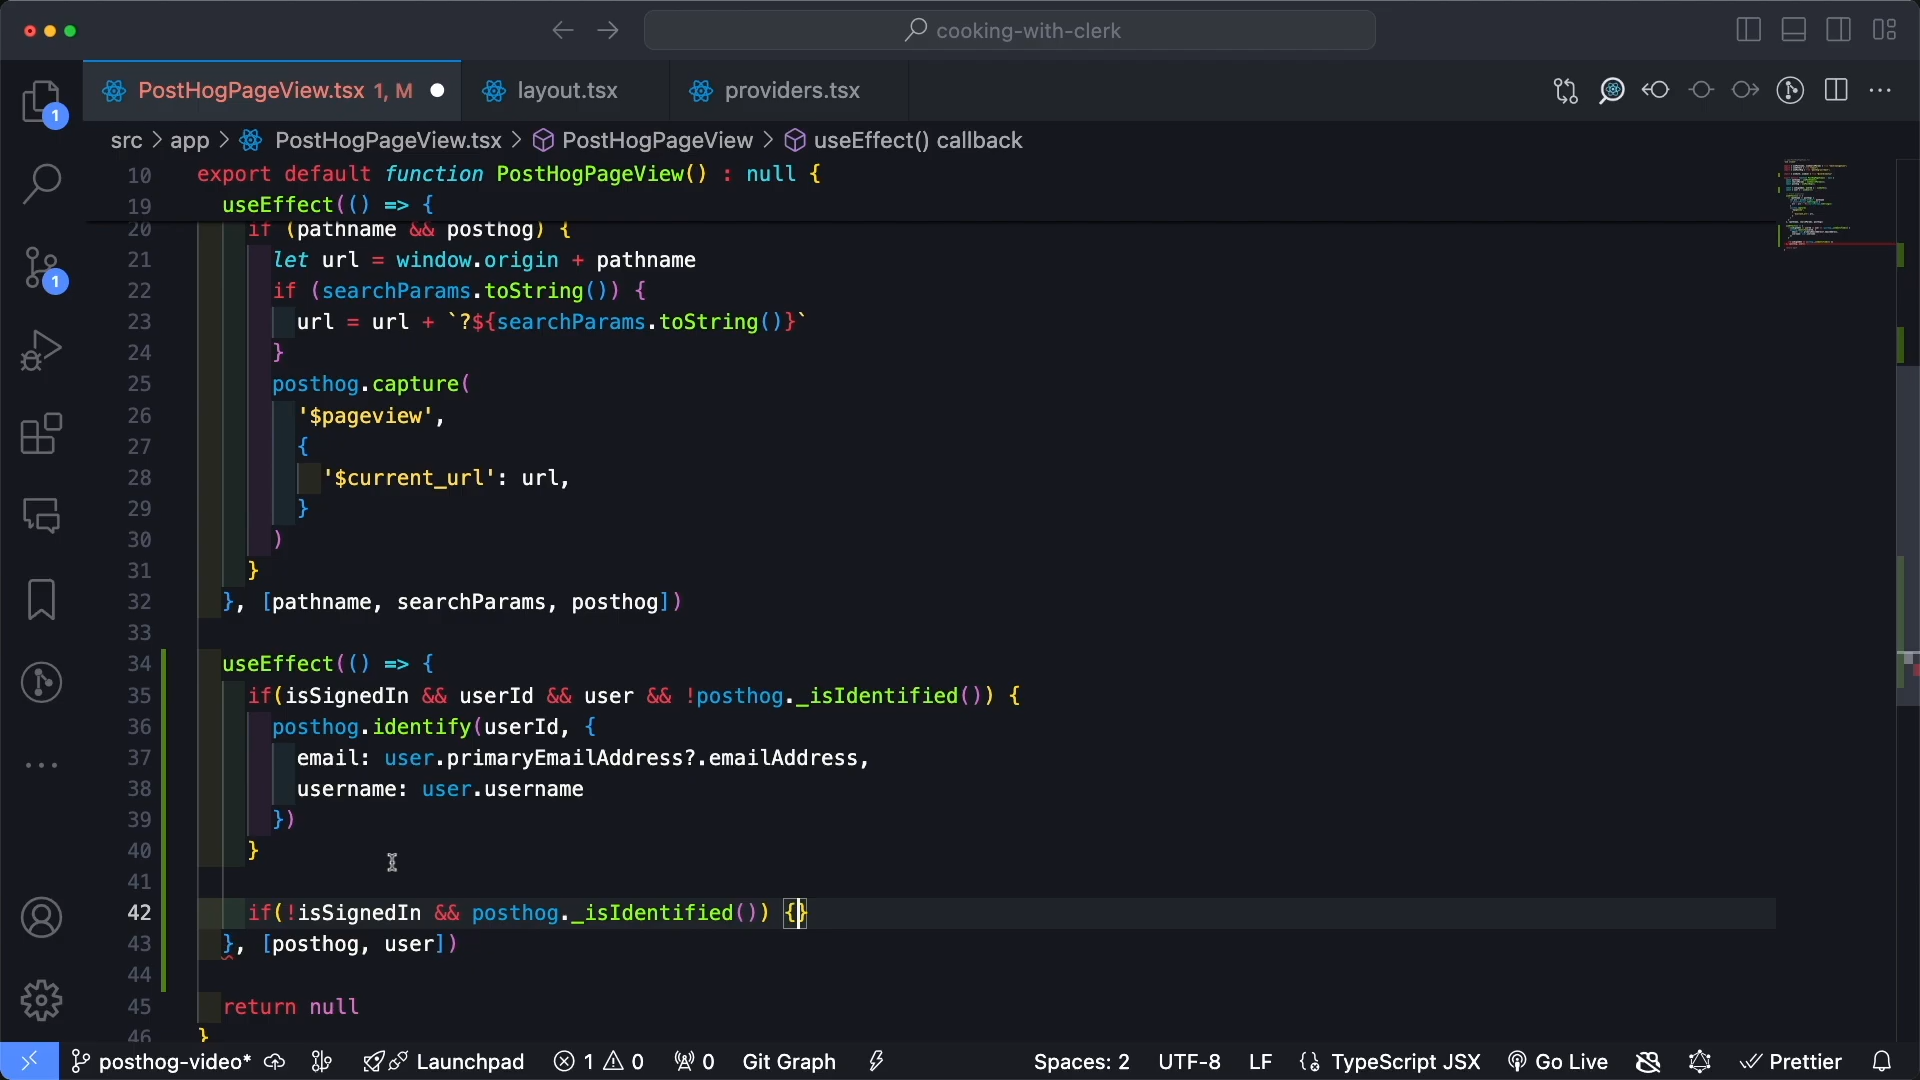 cooking-with-clerk
PostHogPageView.tsx 1, M
layout.tsx
providers.tsx
1
src > app > PostHogPageView.tsx > PostHogPageView > useEffect() callback
10 export default function PostHogPageView() : null {
19 useEffect(() => {
20 if (pathname && posthog) {
21 let url = window.origin + pathname
22 if (searchParams.toString()) {
23 url = url + `?${searchParams.toString()}`
24 }
25 posthog.capture(
26 '$pageview',
27 {
28 '$current_url': url,
29 }
30 )
31 }
32 }, [pathname, searchParams, posthog])
33
34 useEffect(() => {
35 if(isSignedIn && userId && user && !posthog._isIdentified()) {
36 posthog.identify(userId, {
37 email: user.primaryEmailAddress?.emailAddress,
38 username: user.username
39 })
40 }
41
42 if(!isSignedIn && posthog._isIdentified()) {}
43 }, [posthog, user])
44
45 return null
46 }
1
posthog-video* Launchpad 1 0 0 Git Graph Spaces: 2 UTF-8 LF TypeScript JSX Go Live Prettier